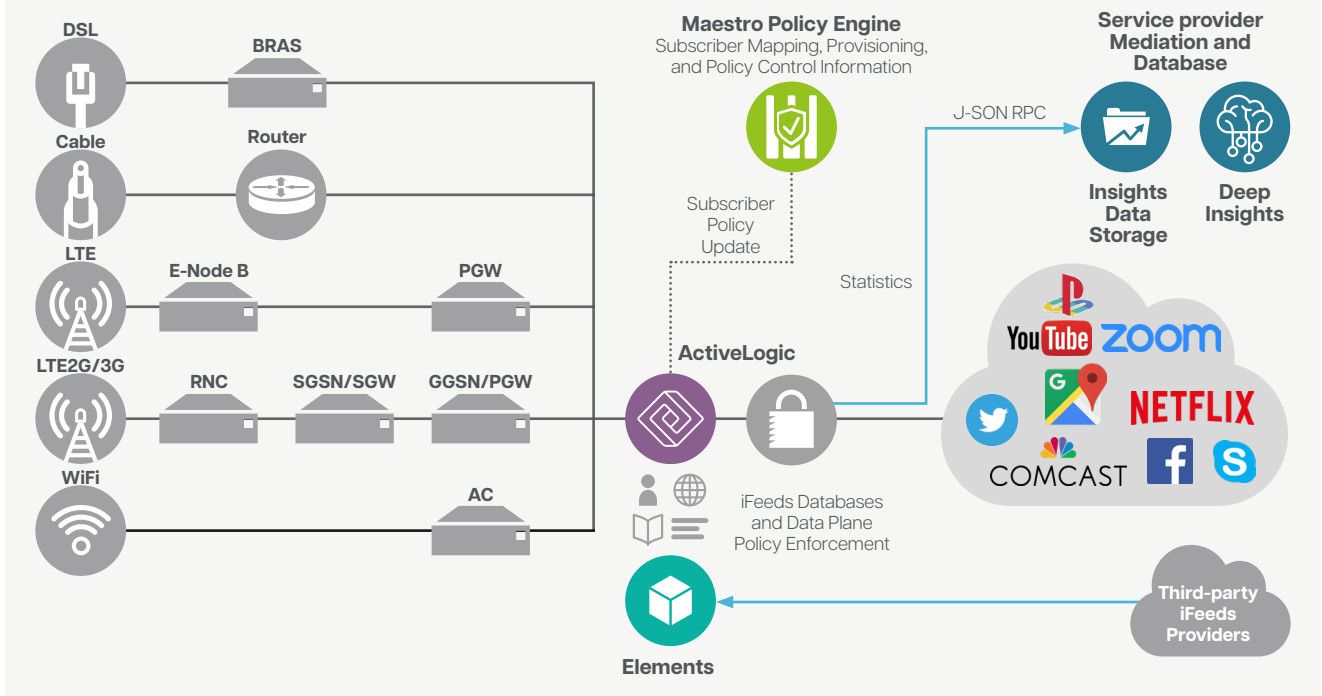 DSL
BRAS
Cable
Router
LTE
E-Node B
PGW
LTE2G/3G
RNC
SGSN/SGW
GGSN/PGW
WiFi
AC
Maestro Policy Engine
Subscriber Mapping, Provisioning,
and Policy Control Information
Subscriber
Policy
Update
ActiveLogic
iFeeds Databases
and Data Plane
Policy Enforcement
Elements
Service provider
Mediation and
Database
J-SON RPC
Insights
Data
Storage
Deep
Insights
Statistics
YouTube
zoom
G
NETFLIX
COMCAST
f
S
Third-party
iFeeds
Providers